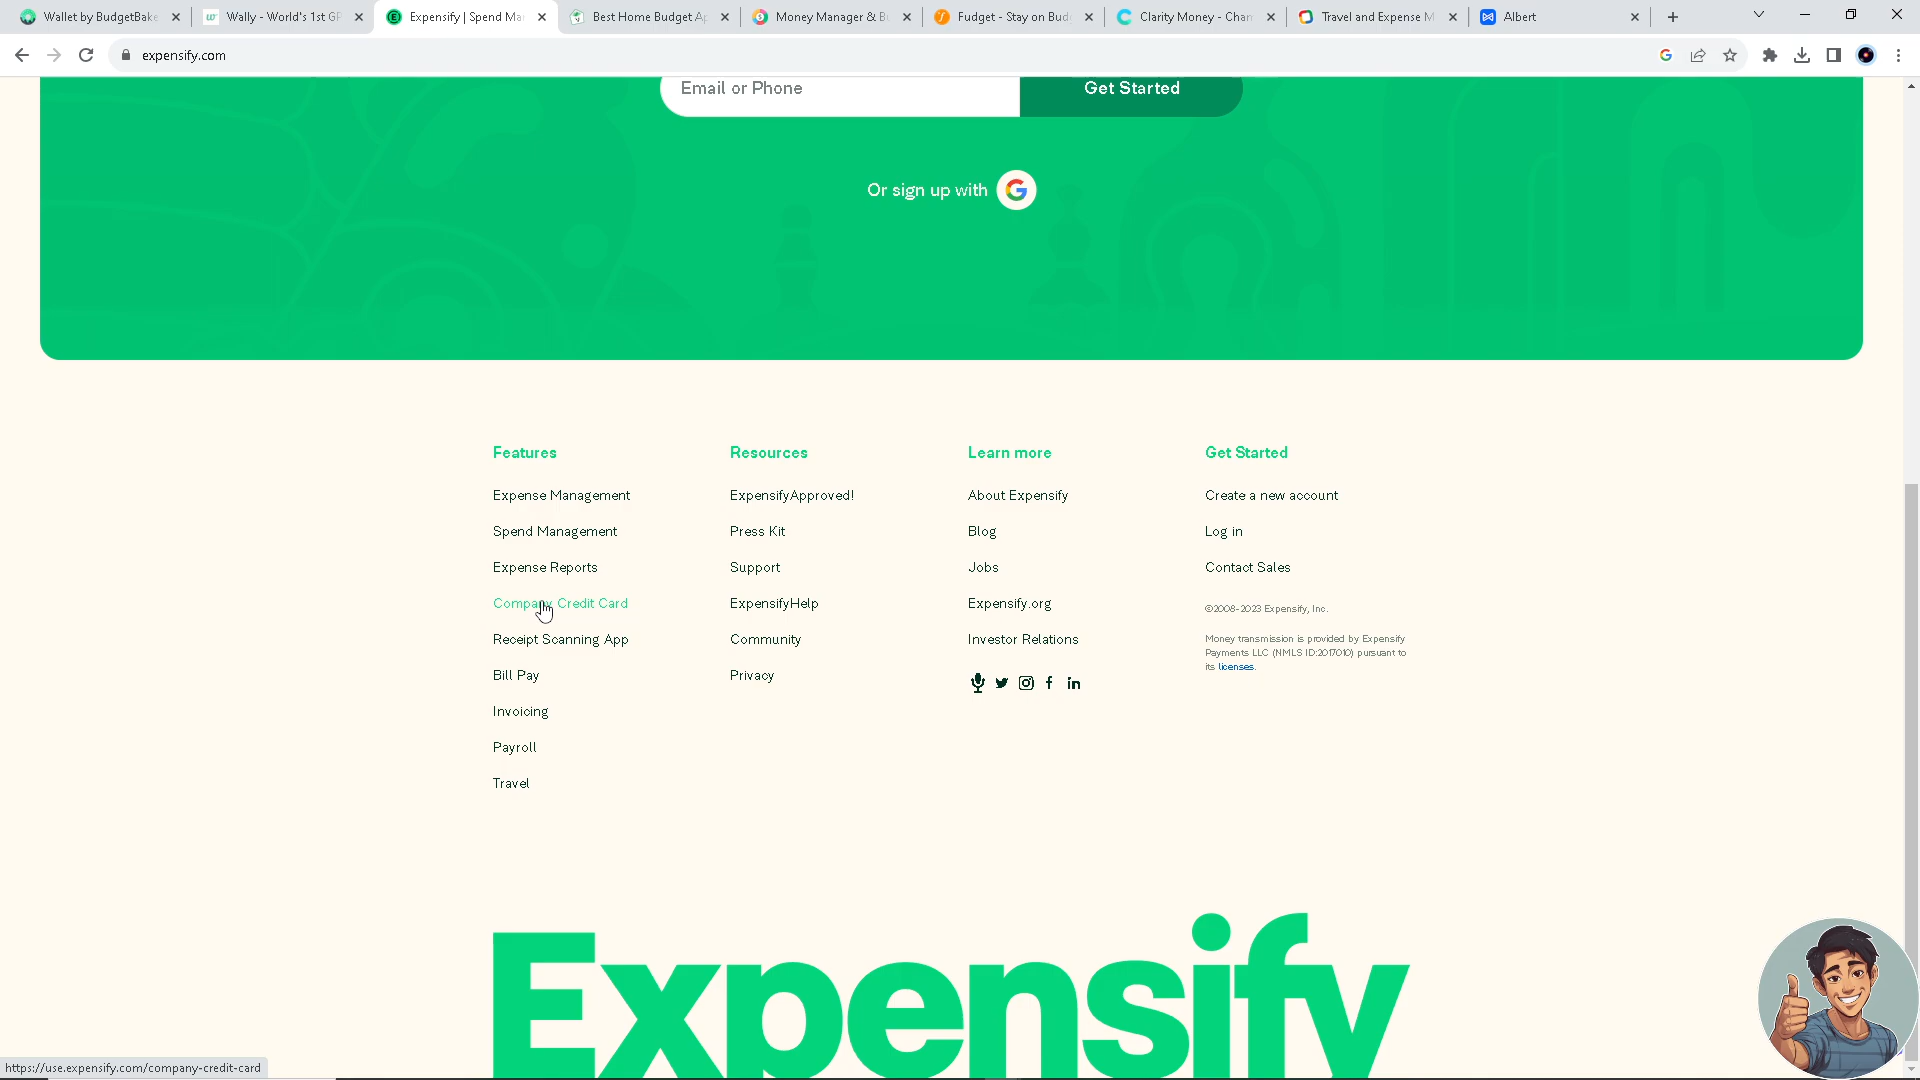 Wallet by BudgetBake
Wally - World's 1st GP
Expensify | Spend Ma
Best Home Budget Ap
Money Manager & B
Fudget - Stay on Bud
Clarity Money - Chan
Travel and Expense M
Albert
expensify.com
Email or Phone
Get Started
Or sign up with
Features
Resources
Learn more
Get Started
Expense Management
ExpensifyApproved!
About Expensify
Create a new account
Spend Management
Press Kit
Blog
Log in
Expense Reports
Support
Jobs
Contact Sales
Company Credit Card
ExpensifyHelp
Expensify.org
©2008-2023 Expensify, Inc.
Receipt Scanning App
Community
Investor Relations
Money transmission is provided by Expensify
Payments LLC (NMLS ID:2017010) pursuant to
its licenses.
Bill Pay
Privacy
Invoicing
Payroll
Travel
Expensify
https://use.expensify.com/company-credit-card